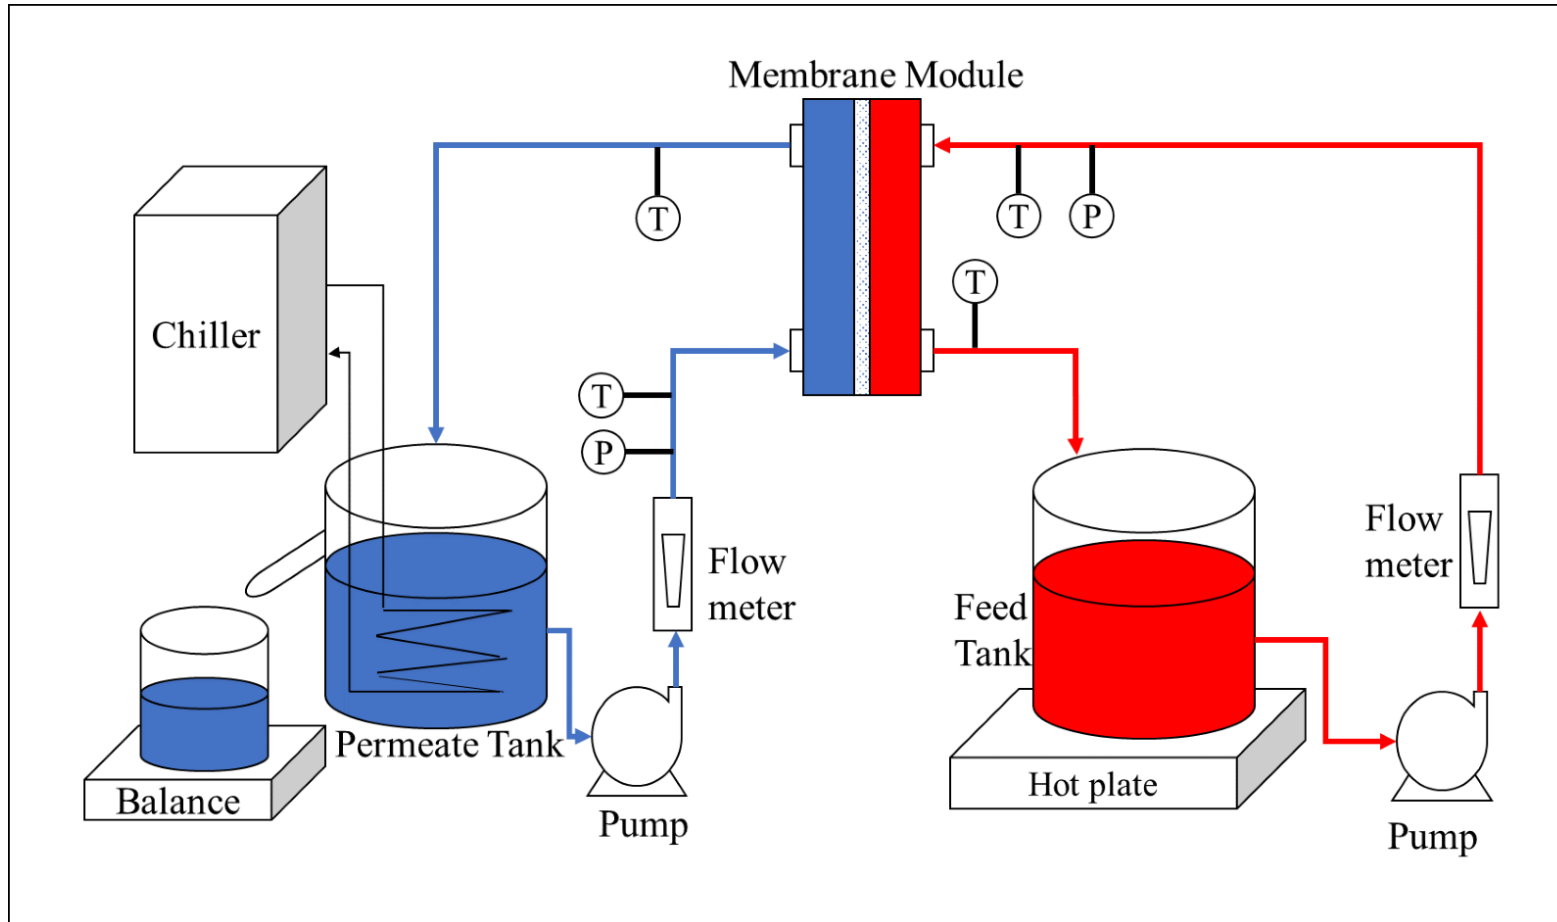 Membrane Module
T
T
P
T
Chiller
T
P
Flow
meter
Flow
meter
Feed
Tank
Permeate Tank
Balance
Pump
Hot plate
Pump